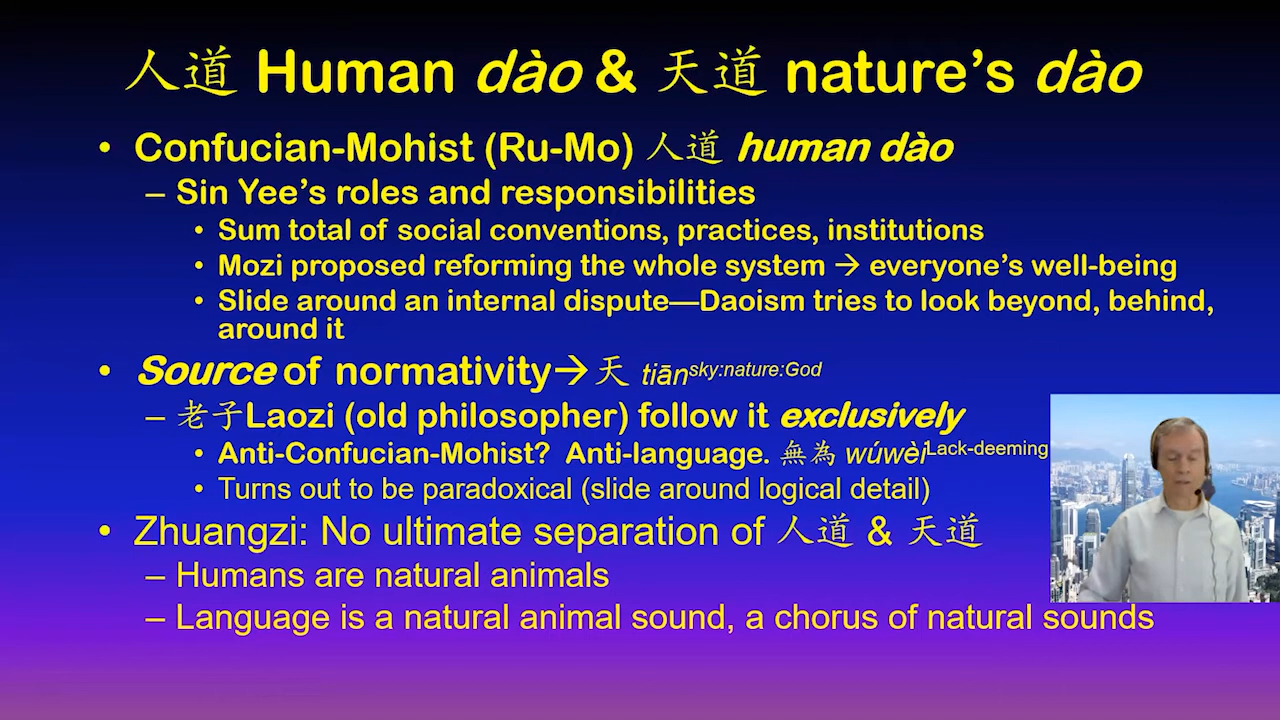 人道 Human dào & 天道 nature's dào
• Confucian-Mohist (Ru-Mo) 人道 human dào
– Sin Yee's roles and responsibilities
• Sum total of social conventions, practices, institutions
• Mozi proposed reforming the whole system → everyone's well-being
• Slide around an internal dispute—Daoism tries to look beyond, behind,
around it
• Source of normativity→天 tiān sky:nature:God
– 老子Laozi (old philosopher) follow it exclusively
• Anti-Confucian-Mohist? Anti-language. 無為 wúwèi Lack-deeming
• Turns out to be paradoxical (slide around logical detail)
• Zhuangzi: No ultimate separation of 人道 & 天道
– Humans are natural animals
– Language is a natural animal sound, a chorus of natural sounds